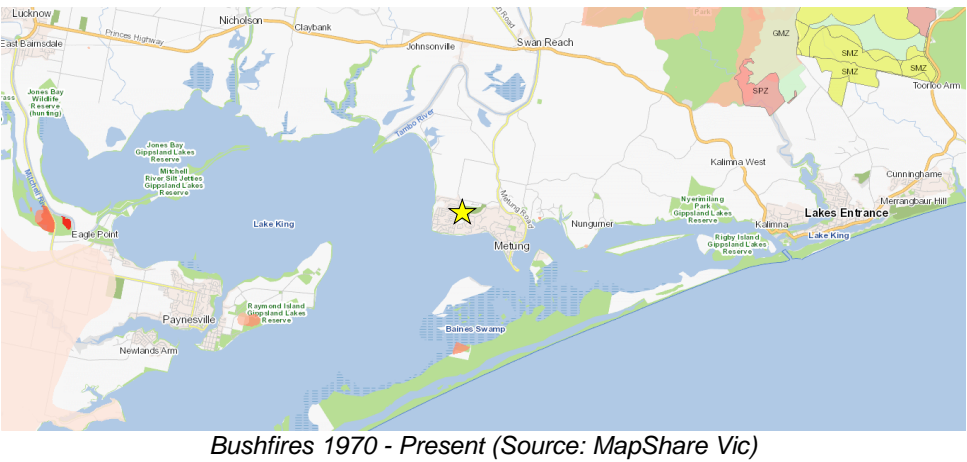 Lucknow
Nicholson
Claybank
Princes Highway
East Bairnsdale
Johnsonville
Swan Reach
Road
GMZ
SMZ
SMZ
SMZ
SPZ
Toorloo Arm
Jones Bay
Wildlife
Reserve
(hunting)
Tambo River
Jones Bay
Gippsland Lakes
Reserve
Mitchell
River Silt Jetties
Gippsland Lakes
Reserve
Kalimna West
Cunninghame
Metung Road
Nyerimilang
Park
Gippsland Lakes
Reserve
Merrangbaur Hill
Lakes Entrance
Lake King
Eagle Point
Nungurner
Kalimna
Lake King
Metung
Rigby Island
Gippsland Lakes
Reserve
Raymond Island
Gippsland Lakes
Reserve
Paynesville
Baines Swamp
Newlands Arm
Bushfires 1970 - Present (Source: MapShare Vic)